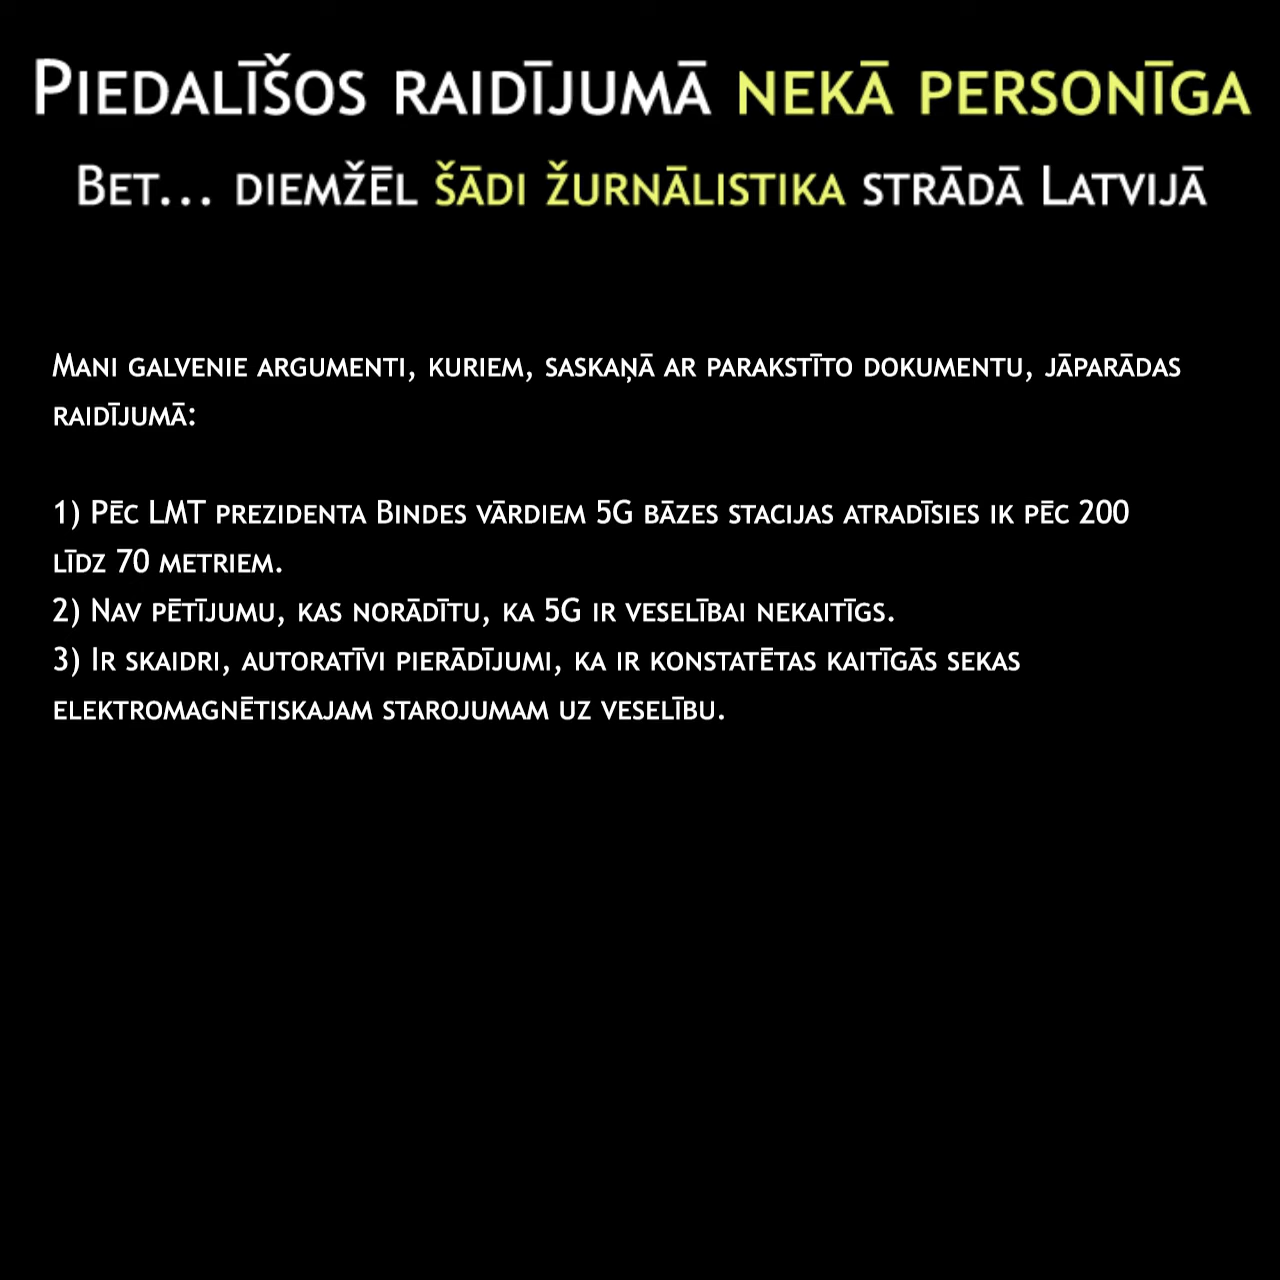 Piedalīšos raidījumā nekā personīga
Bet... diemžēl šādi žurnālistika strādā Latvijā
Mani galvenie argumenti, kuriem, saskaņā ar parakstīto dokumentu, jāparādas
raidījumā:
1) Pēc LMT prezidenta Bindes vārdiem 5G bāzes stacijas atradīsies ik pēc 200
līdz 70 metriem.
2) Nav pētījumu, kas norādītu, ka 5G ir veselībai nekaitīgs.
3) Ir skaidri, autoratīvi pierādījumi, ka ir konstatētas kaitīgās sekas
elektromagnētiskajam starojumam uz veselību.